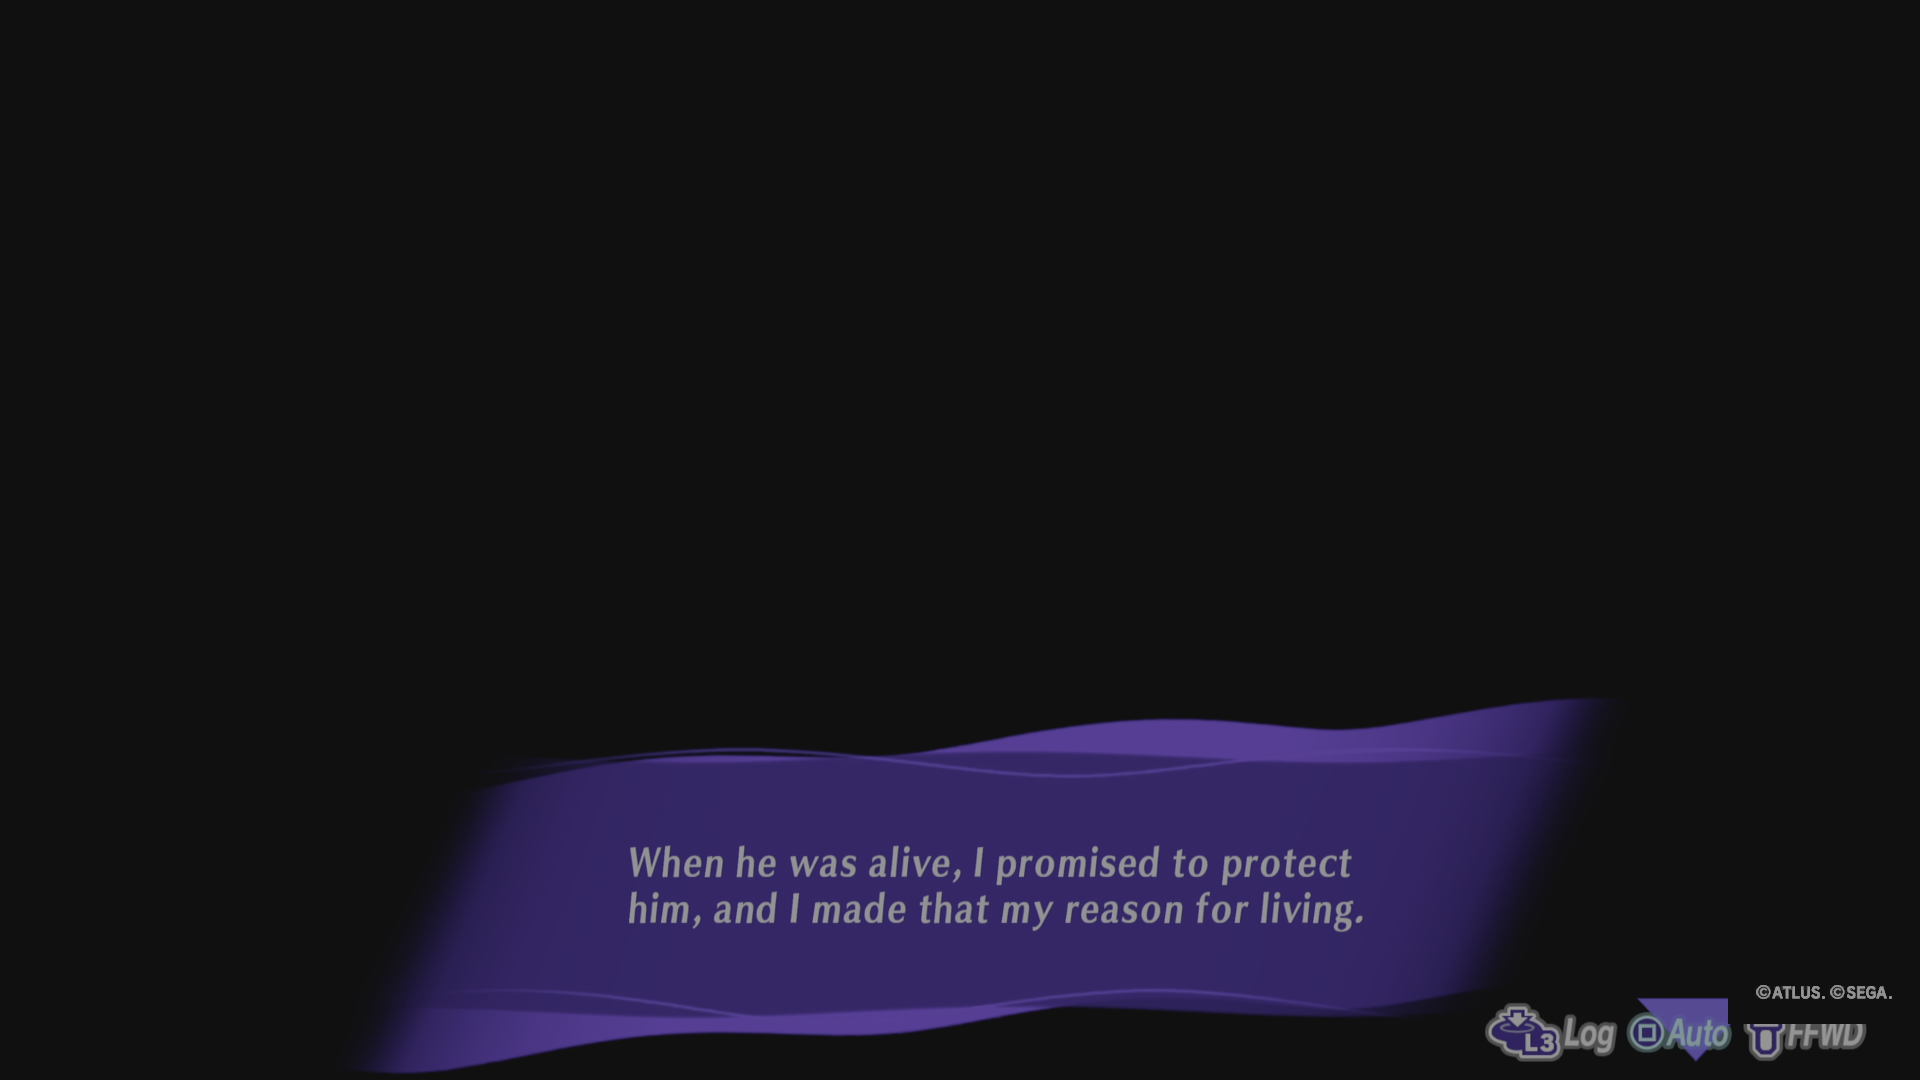 When he was alive, I promised to protect
him, and I made that my reason for living.
©ATLUS. ©SEGA.
L3 Log Auto FFWD